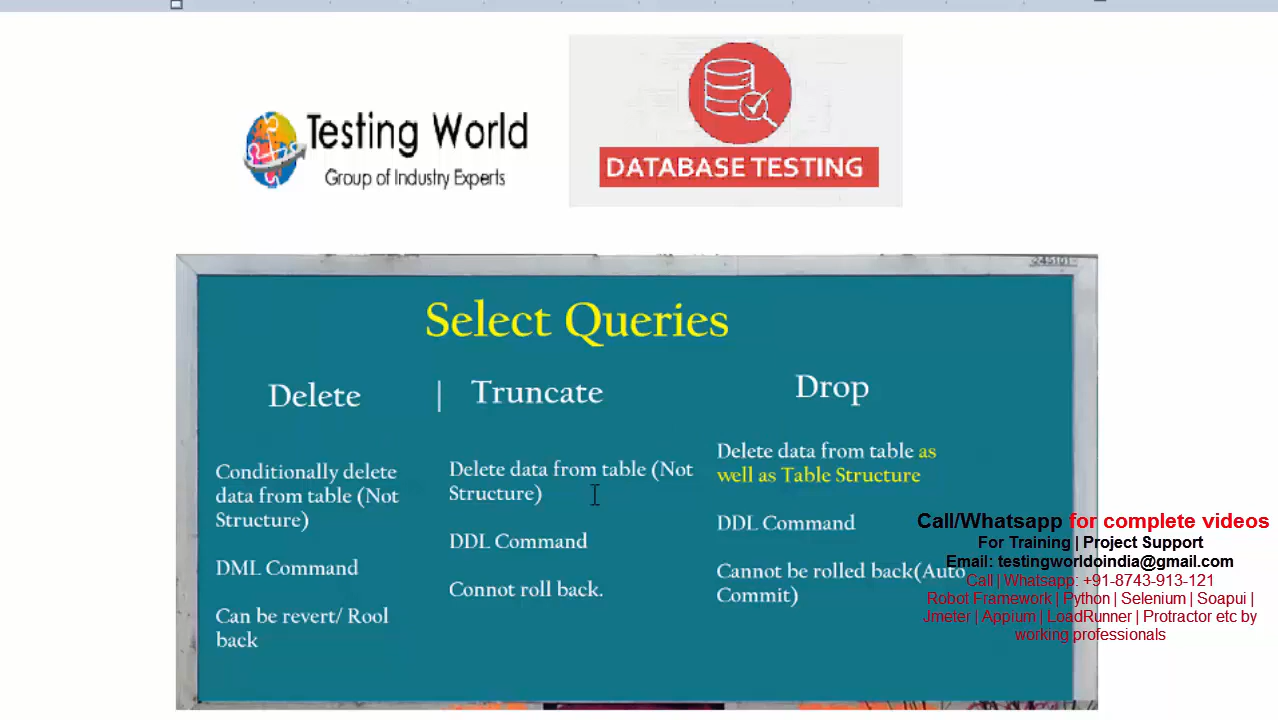 Testing World
Group of Industry Experts
DATABASE TESTING
Select Queries
Delete
| Truncate
Drop
Conditionally delete
data from table (Not
Structure)
DML Command
Can be revert/ Rool
back
Delete data from table (Not
Structure)
DDL Command
Connot roll back.
Delete data from table as
well as Table Structure
DDL Command
Cannot be rolled back(Auto
Commit)
Call/Whatsapp for complete videos
For Training | Project Support
Email: testingworldoindia@gmail.com
Call | Whatsapp: +91-8743-913-121
Robot Framework | Python | Selenium | Soapui |
Jmeter | Appium | LoadRunner | Protractor etc by
working professionals